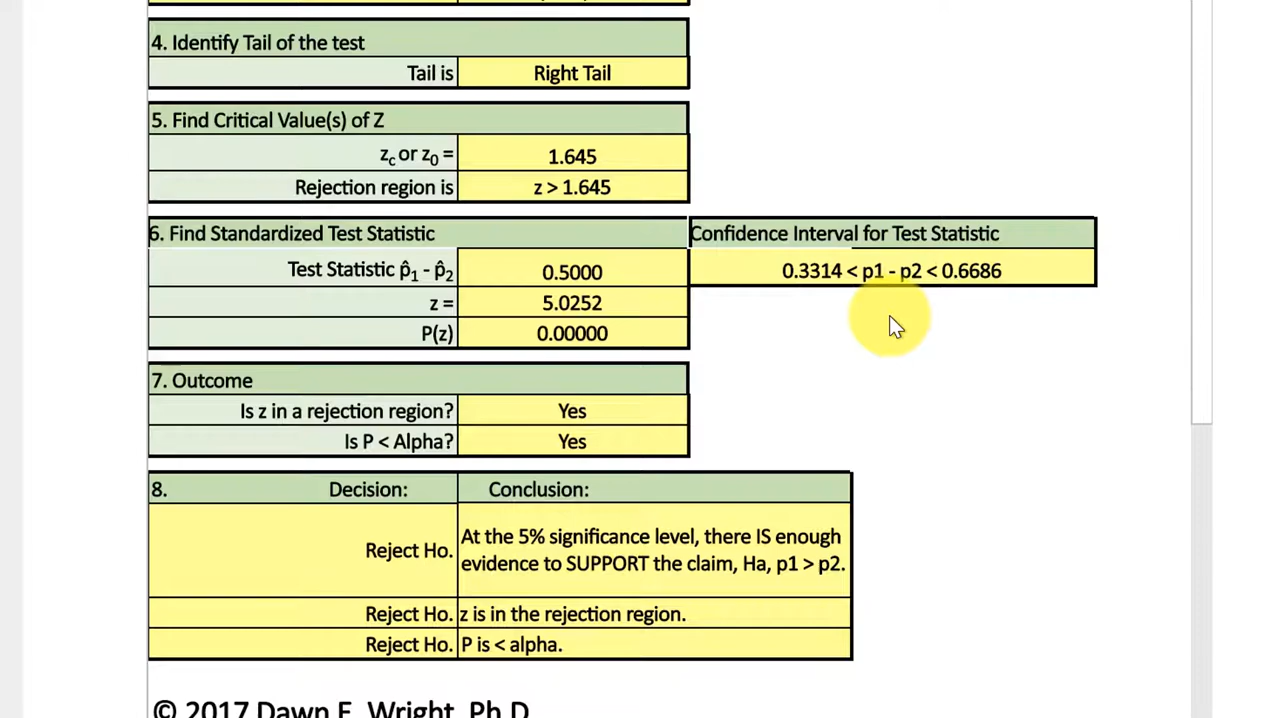 4. Identify Tail of the test
Tail is Right Tail
5. Find Critical Value(s) of Z
zc or z0 = 1.645
Rejection region is z > 1.645
6. Find Standardized Test Statistic Confidence Interval for Test Statistic
Test Statistic p̂1 - p̂2 0.5000 0.3314 < p1 - p2 < 0.6686
z = 5.0252
P(z) 0.00000
7. Outcome
Is z in a rejection region? Yes
Is P < Alpha? Yes
8. Decision: Conclusion:
Reject Ho. At the 5% significance level, there IS enough
evidence to SUPPORT the claim, Ha, p1 > p2.
Reject Ho. z is in the rejection region.
Reject Ho. P is < alpha.
© 2017 Dawn E. Wright, Ph.D.